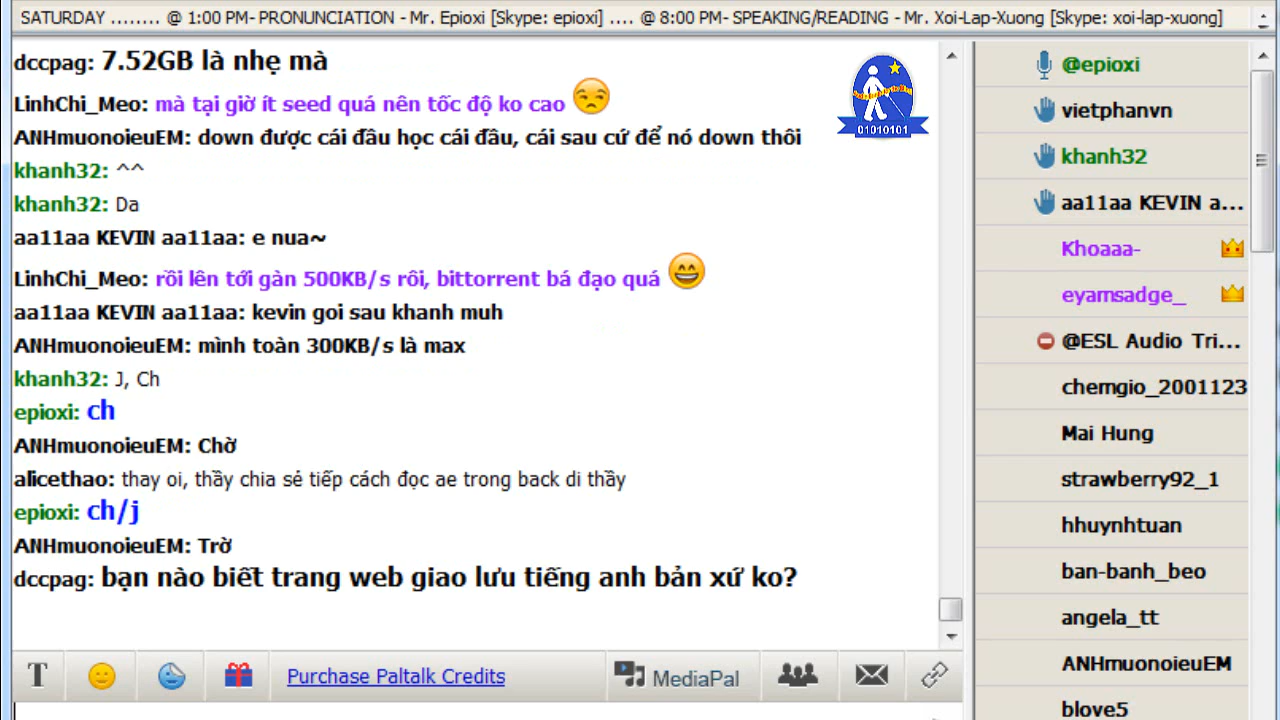 SATURDAY ........ @ 1:00 PM- PRONUNCIATION - Mr. Epioxi [Skype: epioxi] .... @ 8:00 PM- SPEAKING/READING - Mr. Xoi-Lap-Xuong [Skype: xoi-lap-xuong]
dccpag: 7.52GB là nhẹ mà
LinhChi_Meo: mà tại giờ ít seed quá nên tốc độ ko cao
ANHmuonoieuEM: down được cái đầu học cái đầu, cái sau cứ để nó down thôi
khanh32: ^^
khanh32: Da
aa11aa KEVIN aa11aa: e nua~
LinhChi_Meo: rồi lên tới gàn 500KB/s rôi, bittorrent bá đạo quá
aa11aa KEVIN aa11aa: kevin goi sau khanh muh
ANHmuonoieuEM: mình toàn 300KB/s là max
khanh32: J, Ch
epioxi: ch
ANHmuonoieuEM: Chờ
alicethao: thay oi, thầy chia sẻ tiếp cách đọc ae trong back di thầy
epioxi: ch/j
ANHmuonoieuEM: Trờ
dccpag: bạn nào biết trang web giao lưu tiếng anh bản xứ ko?
01010101
T
Purchase Paltalk Credits
MediaPal
@epioxi
vietphanvn
khanh32
aa11aa KEVIN a...
Khoaaa-
eyamsadge_
@ESL Audio Tri...
chemgio_2001123
Mai Hung
strawberry92_1
hhuynhtuan
ban-banh_beo
angela_tt
ANHmuonoieuEM
blove5